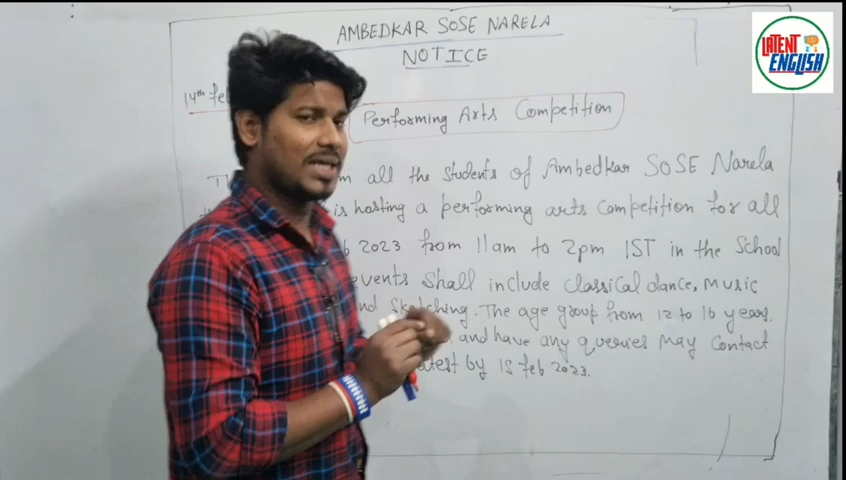 AMBEDKAR SOSE NARELA
NOTICE
LATENT
ENGLISH
14th Feb
Performing Arts Competition
all the students of Ambedkar SOSE Narela
is hosting a performing arts competition for all
2023 from 11am to 2pm IST in the School
events shall include classical dance, Music
nd Sketching. The age group from 12 to 16 years.
and have any queries May contact
latest by 15 Feb 2023.